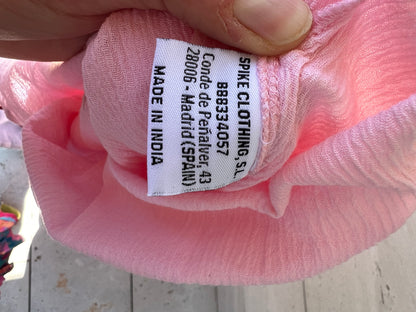 SPIKE CLOTHING, S.L.
B88334057
Conde de Peñalver, 43
28006 - Madrid (SPAIN)
MADE IN INDIA